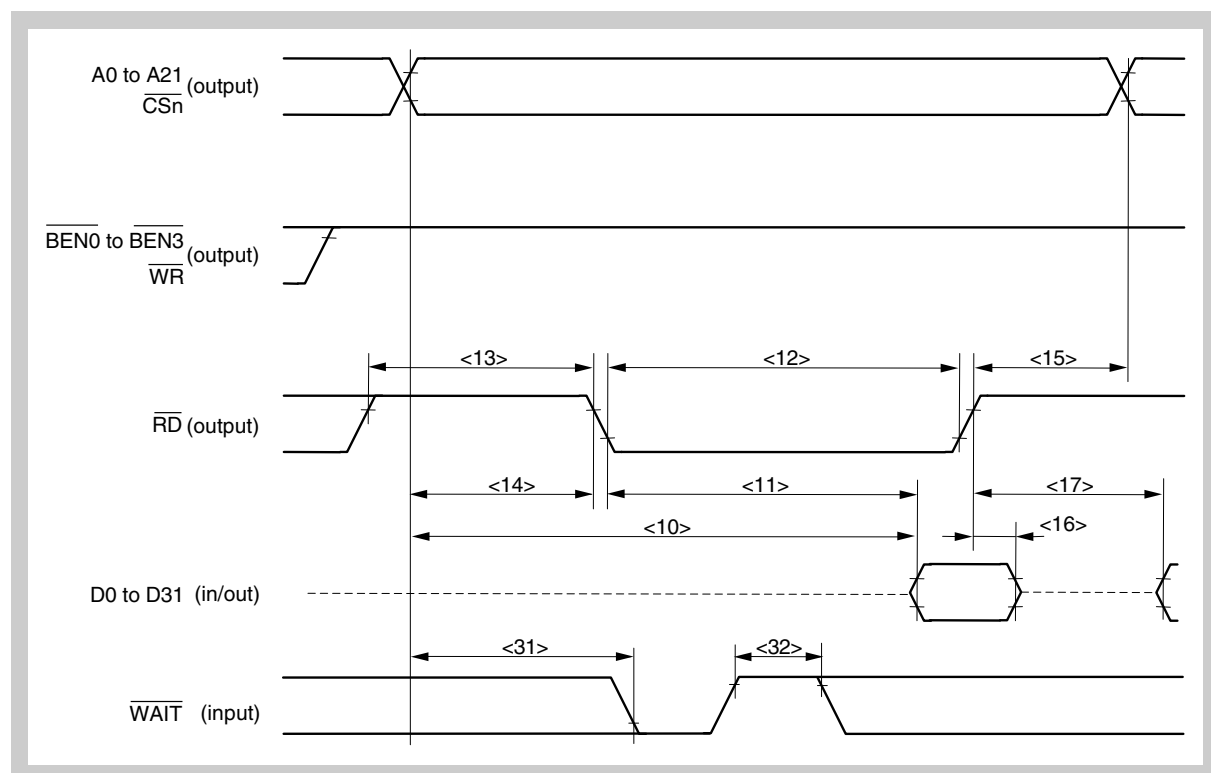 A0 to A21
CSn
(output)
BEN0 to BEN3
WR
(output)
<13>
<12>
<15>
RD (output)
<14>
<11>
<17>
<10>
<16>
D0 to D31 (in/out)
<31>
<32>
WAIT (input)